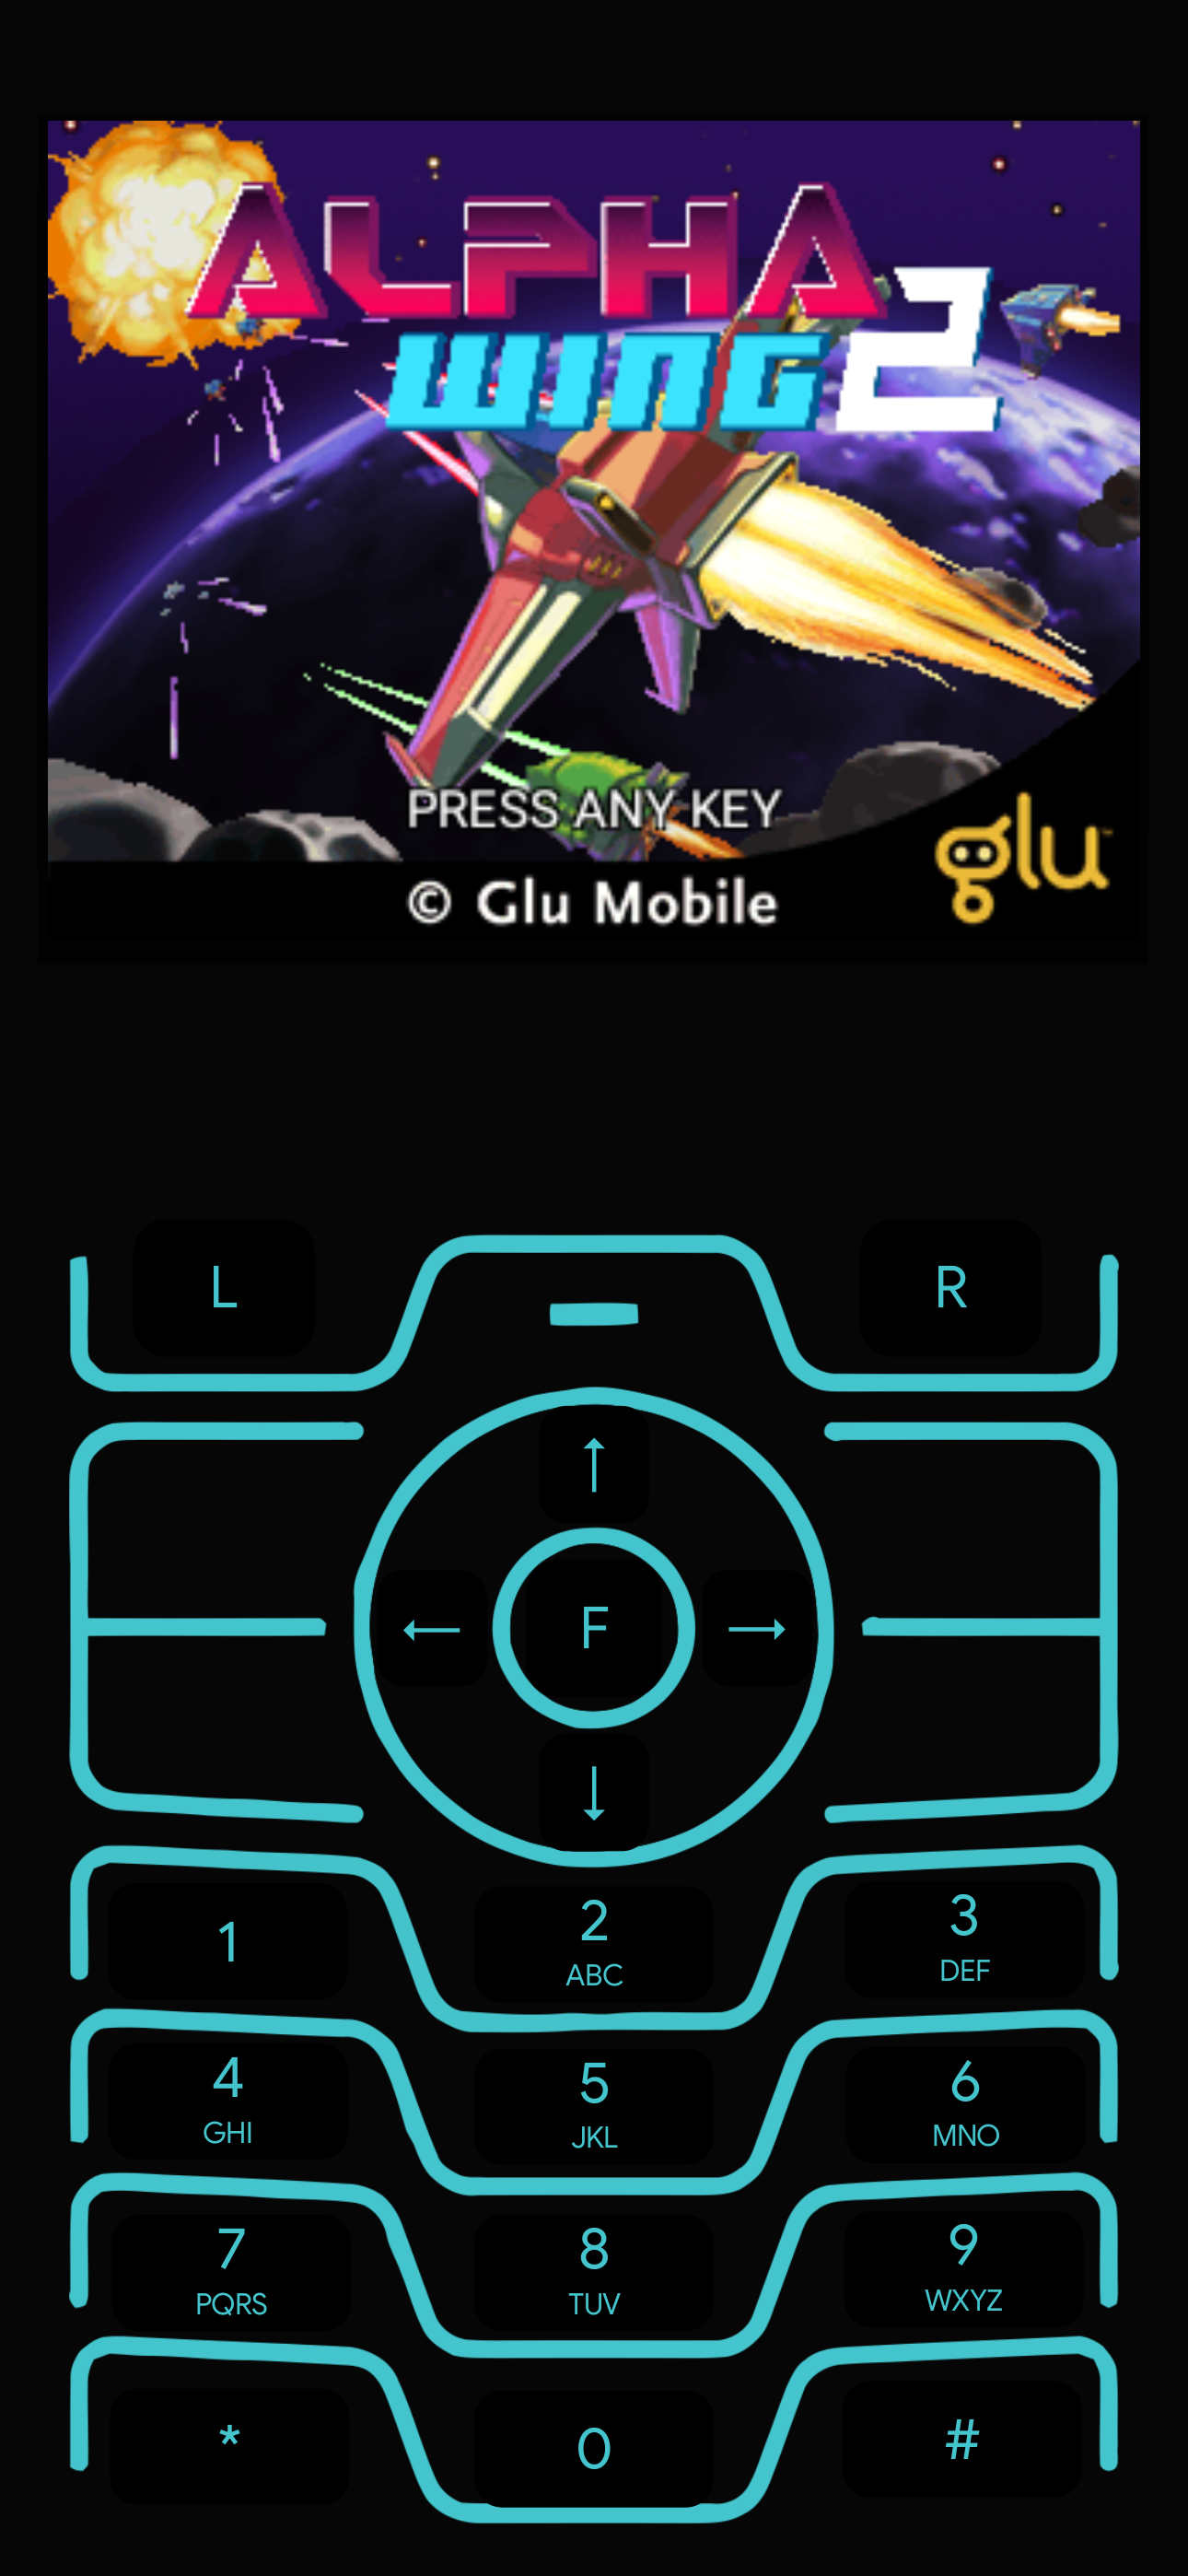 ALPHA
WING 2
PRESS ANY KEY
glu™
© Glu Mobile
L R
↑
← F →
↓
1 2 3
ABC DEF
4 5 6
GHI JKL MNO
7 8 9
PQRS TUV WXYZ
* 0 #